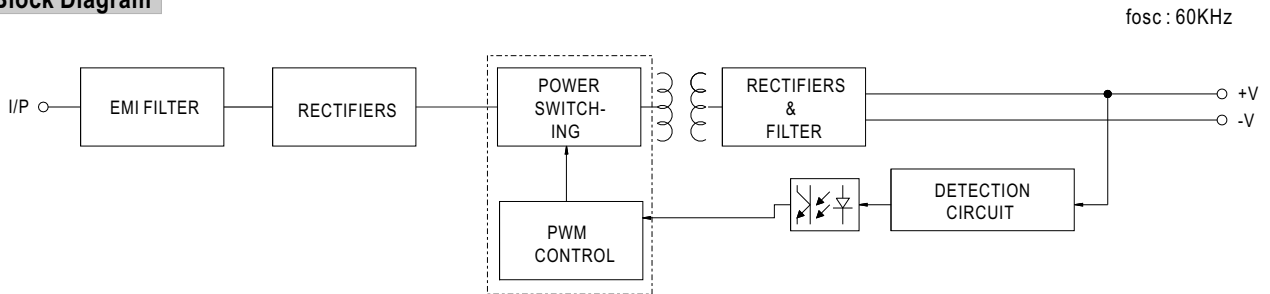 Block Diagram
fosc : 60KHz
I/P
EMI FILTER
RECTIFIERS
POWER
SWITCH-
ING
RECTIFIERS
&
FILTER
+V
-V
DETECTION
CIRCUIT
PWM
CONTROL